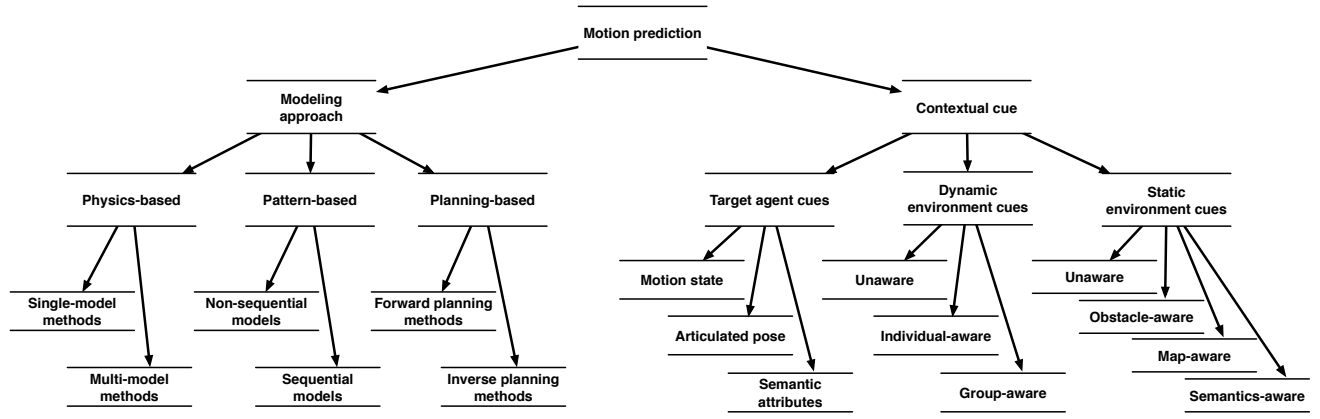 Motion prediction
Modeling
approach
Contextual cue
Physics-based
Pattern-based
Planning-based
Target agent cues
Dynamic
environment cues
Static
environment cues
Single-model
methods
Multi-model
methods
Non-sequential
models
Sequential
models
Forward planning
methods
Inverse planning
methods
Motion state
Articulated pose
Semantic
attributes
Unaware
Individual-aware
Group-aware
Unaware
Obstacle-aware
Map-aware
Semantics-aware